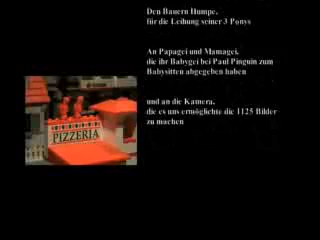 Den Bauern Humpe,
für die Leihung seiner 3 Ponys
An Papagei und Mamagei,
die ihr Babygei bei Paul Pinguin zum
Babysitten abgegeben haben
und an die Kamera,
die es uns ermöglichte die 1125 Bilder
zu machen
PIZZERIA